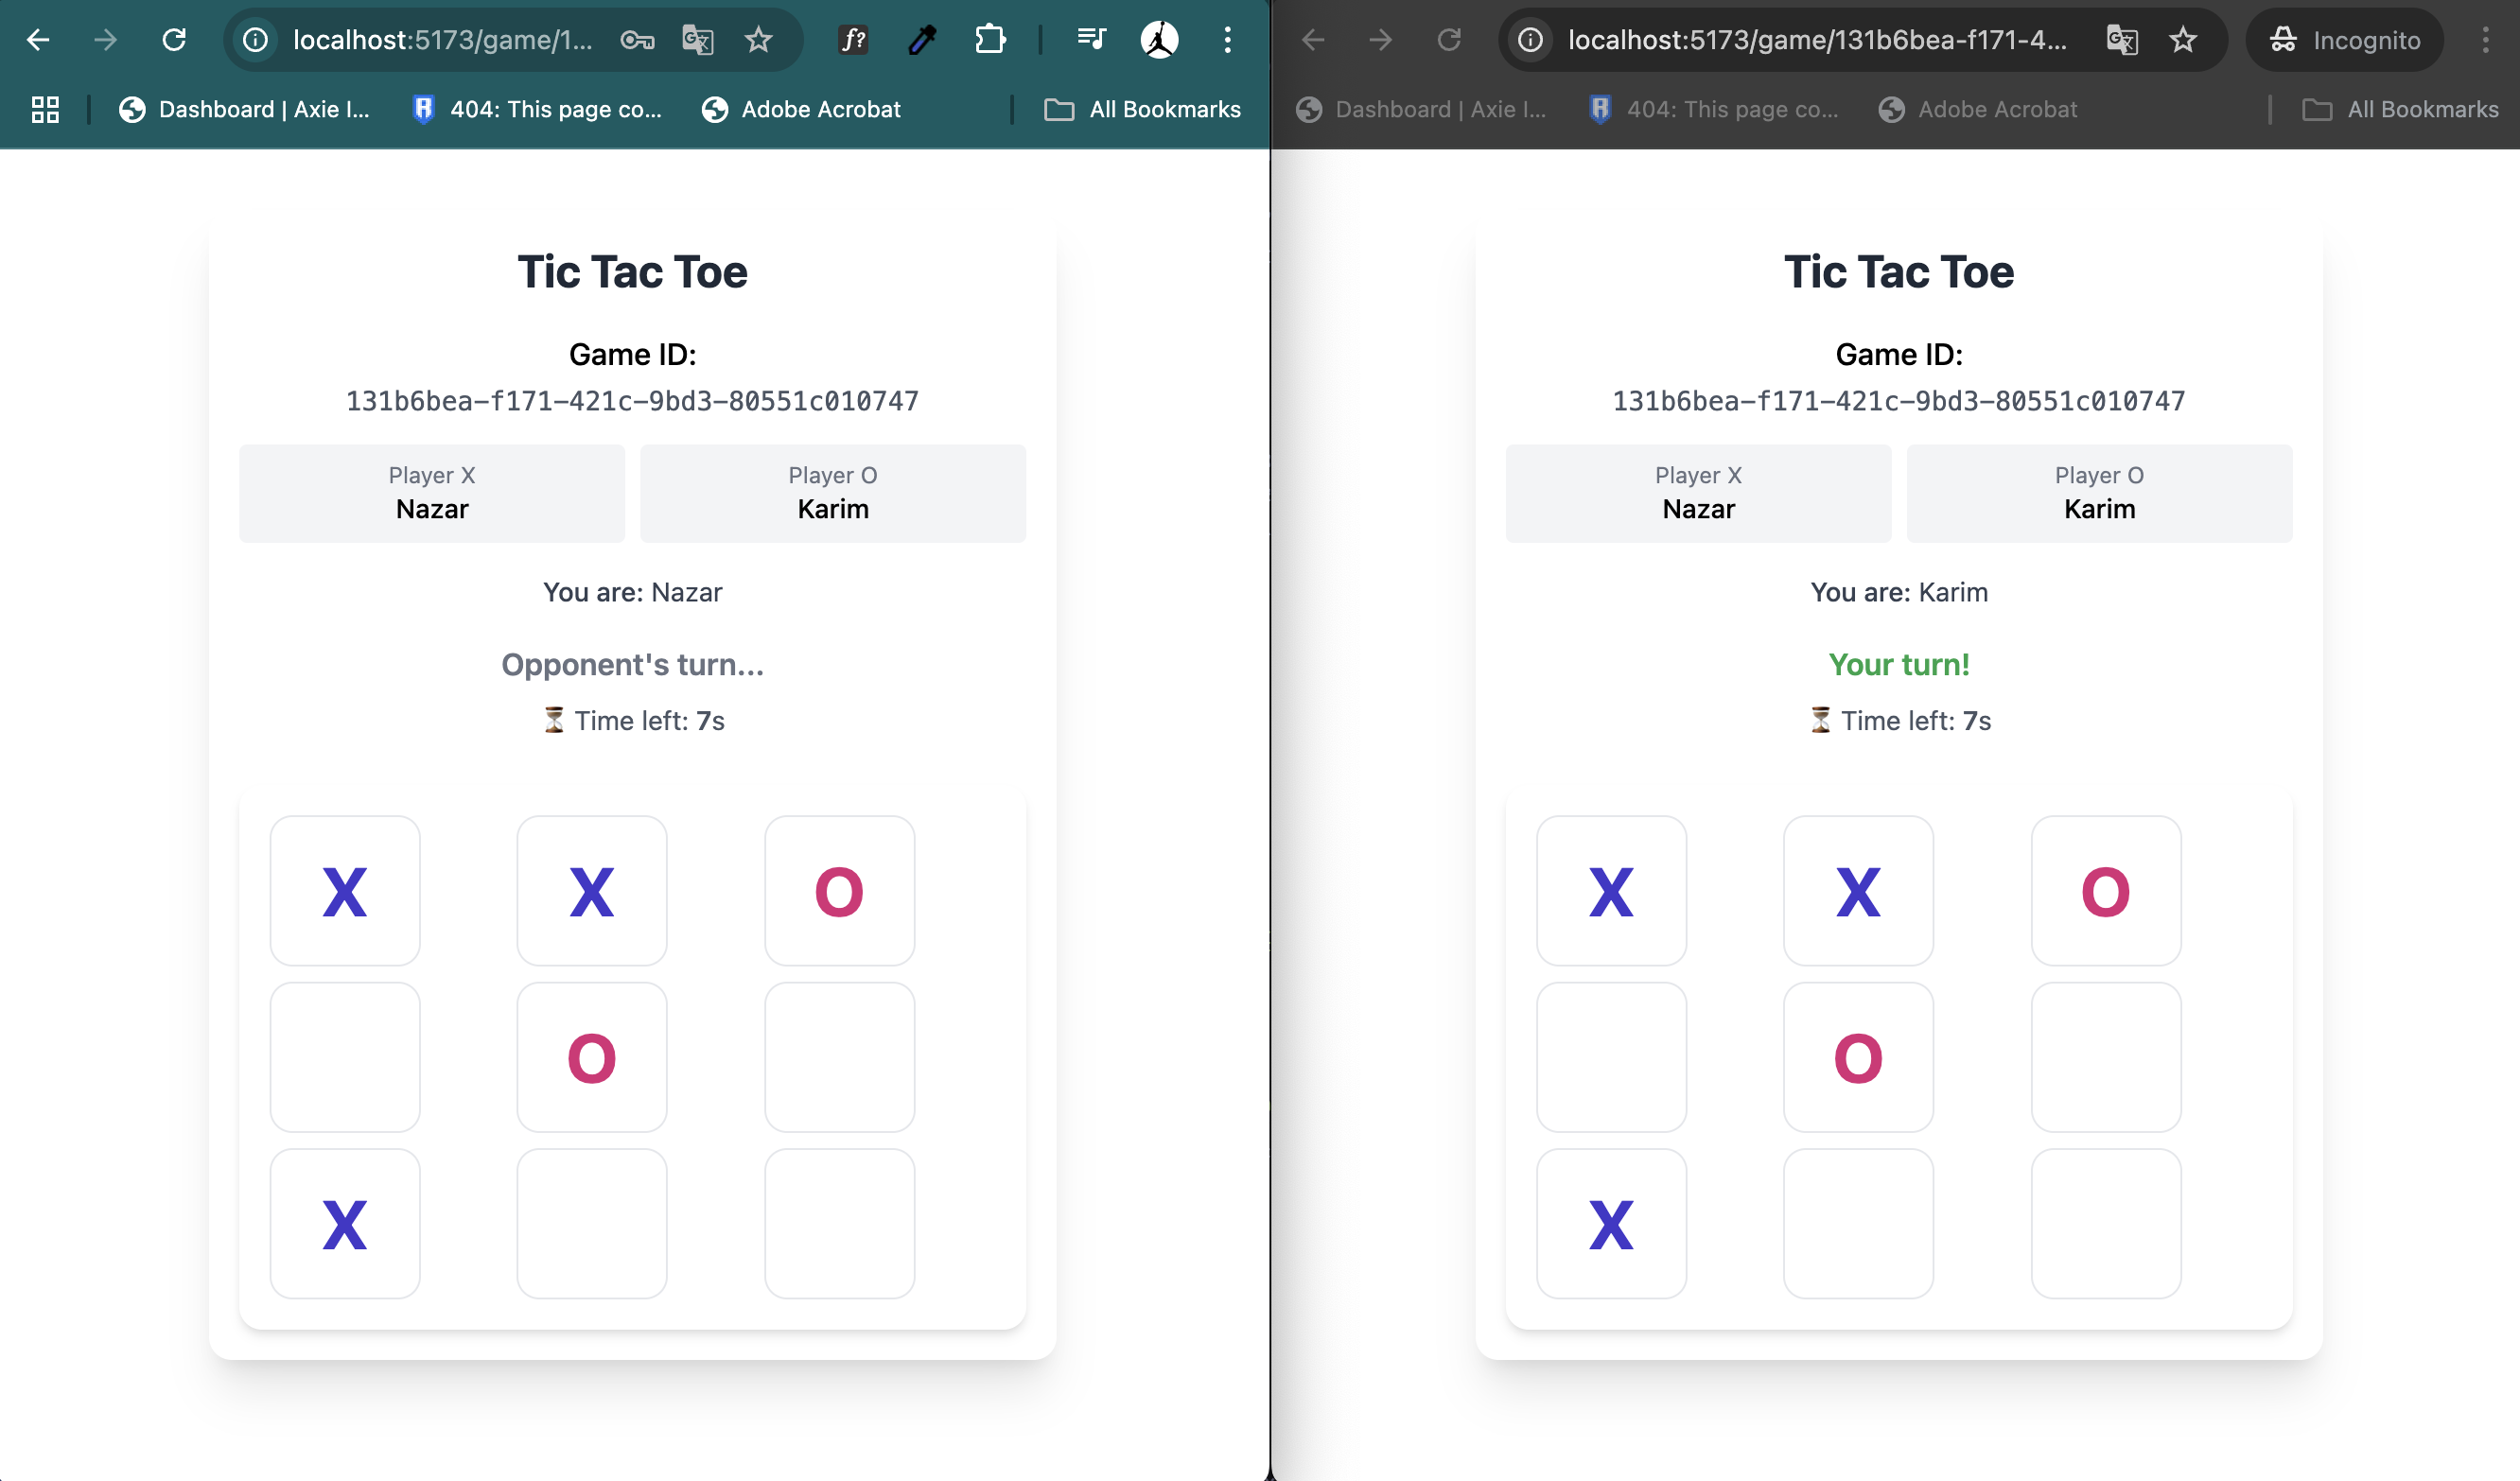 localhost:5173/game/1...
Dashboard | Axie I...
404: This page co...
Adobe Acrobat
All Bookmarks
Tic Tac Toe
Game ID:
131b6bea-f171-421c-9bd3-80551c010747
Player X
Nazar
Player O
Karim
You are: Nazar
Opponent's turn...
⏳ Time left: 7s
X X O
O
X
localhost:5173/game/131b6bea-f171-4...
Incognito
Dashboard | Axie I...
404: This page co...
Adobe Acrobat
All Bookmarks
Tic Tac Toe
Game ID:
131b6bea-f171-421c-9bd3-80551c010747
Player X
Nazar
Player O
Karim
You are: Karim
Your turn!
⏳ Time left: 7s
X X O
O
X